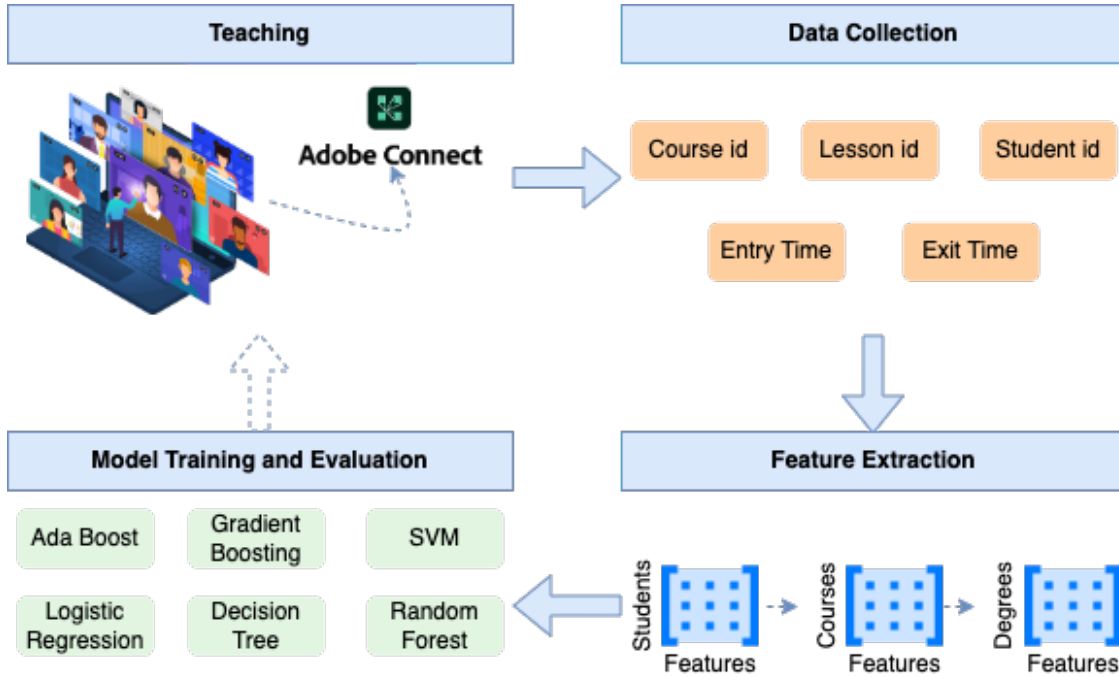 Teaching
Data Collection
Adobe Connect
Course id
Lesson id
Student id
Entry Time
Exit Time
Model Training and Evaluation
Feature Extraction
Ada Boost
Gradient
Boosting
SVM
Logistic
Regression
Decision
Tree
Random
Forest
Students
Features
Courses
Features
Degrees
Features